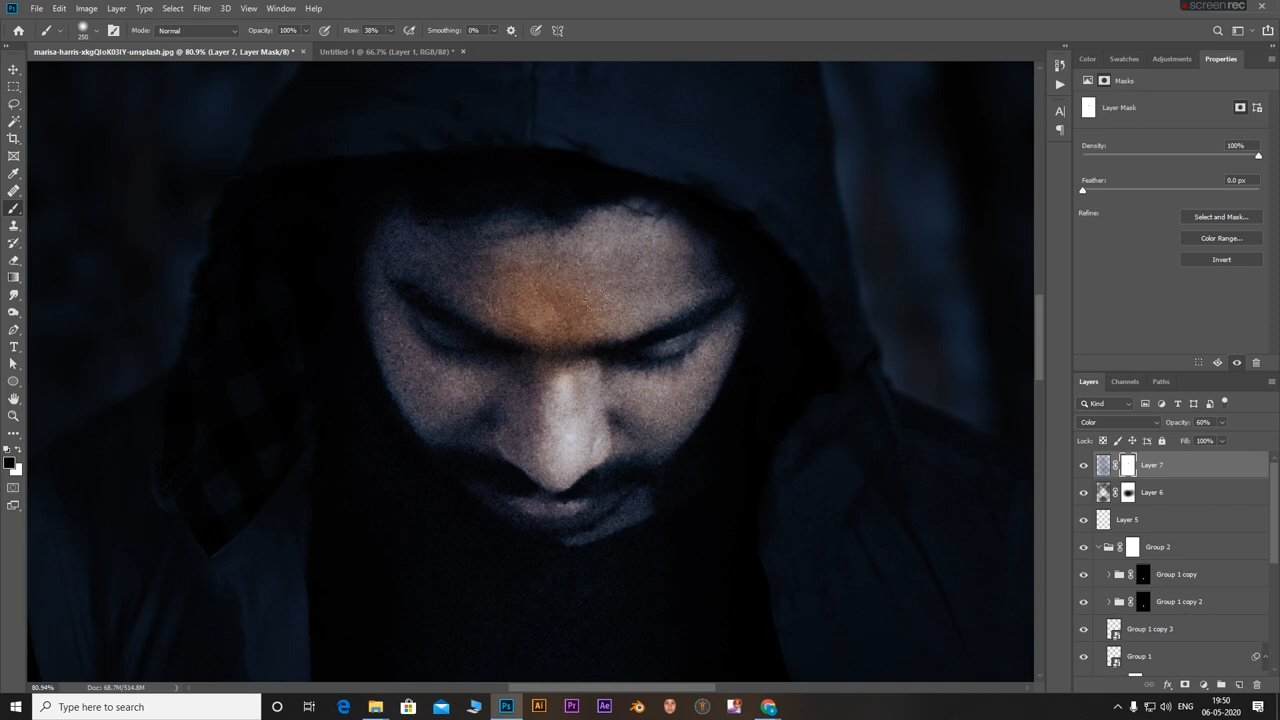 screenrec
File Edit Image Layer Type Select Filter 3D View Window Help
250 Mode: Normal Opacity: 100% Flow: 38% Smoothing: 0%
marisa-harris-xkgQIoK03IY-unsplash.jpg @ 80.9% (Layer 7, Layer Mask/8) * × Untitled-1 @ 66.7% (Layer 1, RGB/8#) * ×
Color Swatches Adjustments Properties
Masks
Layer Mask
Density: 100%
Feather: 0.0 px
Refine: Select and Mask...
Color Range...
Invert
Layers Channels Paths
Kind
Color Opacity: 60%
Lock: Fill: 100%
Layer 7
Layer 6
Layer 5
Group 2
Group 1 copy
Group 1 copy 2
Group 1 copy 3
Group 1
80.94% Doc: 68.7M/514.8M
Type here to search
19:50
06-05-2020